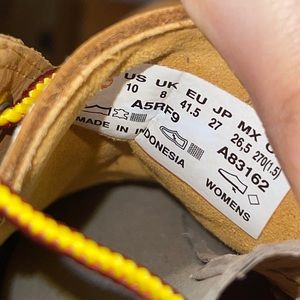 US UK EU JP MX C
10 8 41.5 27 26,5 270(1.5)
A5RF9 A83162
MADE IN INDONESIA WOMENS